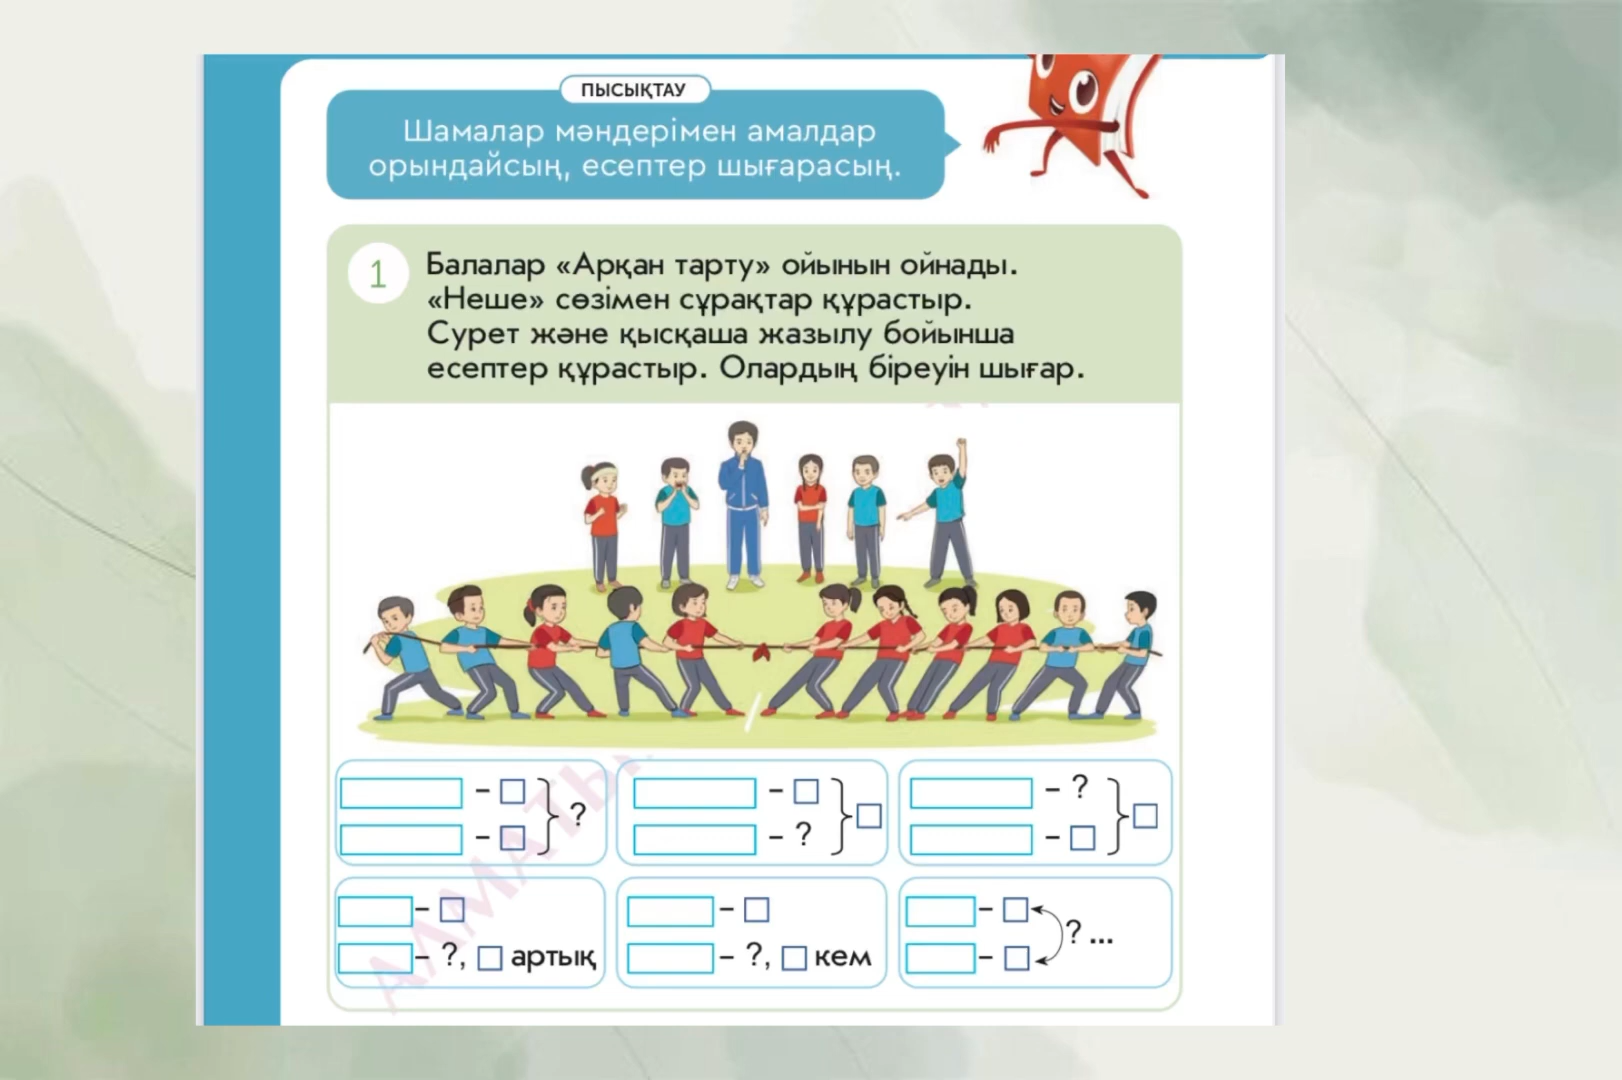 ПЫСЫҚТАУ
Шамалар мәндерімен амалдар
орындайсың, есептер шығарасың.
1
Балалар «Арқан тарту» ойынын ойнады.
«Неше» сөзімен сұрақтар құрастыр.
Сурет және қысқаша жазылу бойынша
есептер құрастыр. Олардың біреуін шығар.
– ?
–
– 
– ?
– ?
–
–
– ?, артық
–
– ?, кем
–
–
? ...
АЛМАТЫ